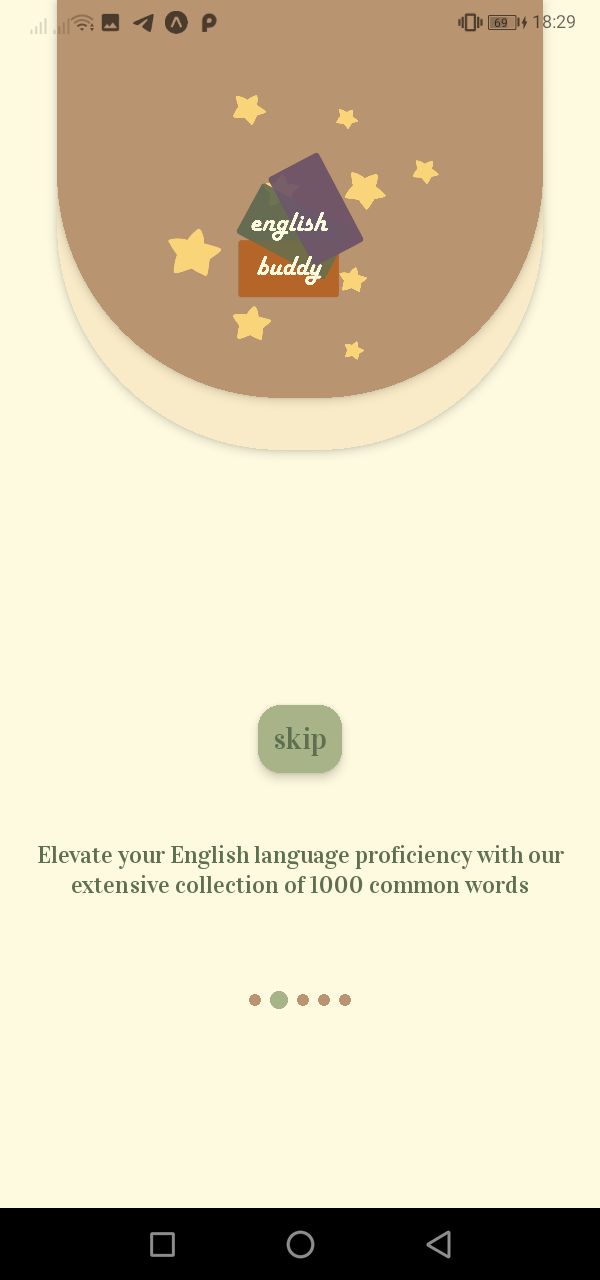 69 18:29
english
buddy
skip
Elevate your English language proficiency with our
extensive collection of 1000 common words